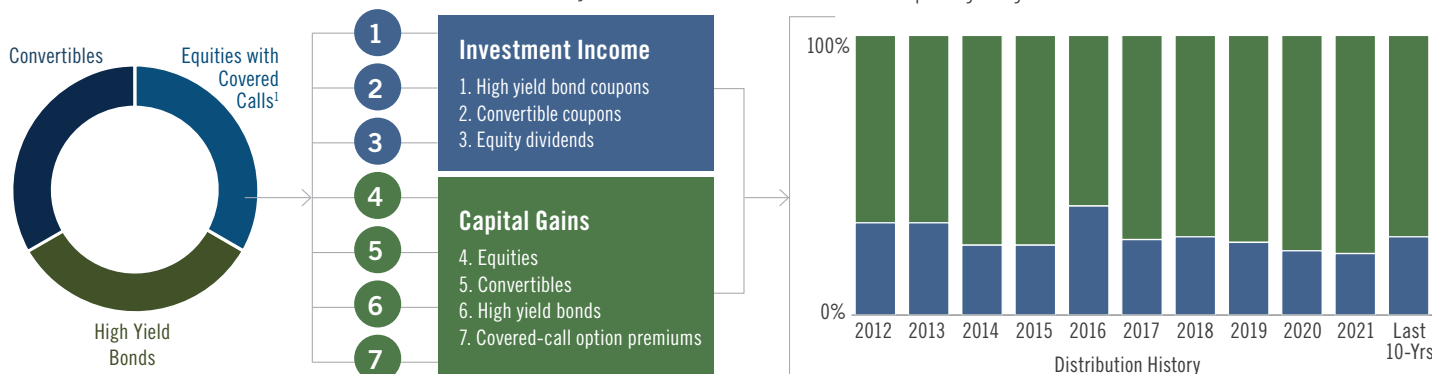 Convertibles
Equities with
Covered
Calls1
High Yield
Bonds
1
2
3
4
5
6
7
Investment Income
1. High yield bond coupons
2. Convertible coupons
3. Equity dividends
Capital Gains
4. Equities
5. Convertibles
6. High yield bonds
7. Covered-call option premiums
100%
0%
2012 2013 2014 2015 2016 2017 2018 2019 2020 2021 Last
10-Yrs
Distribution History